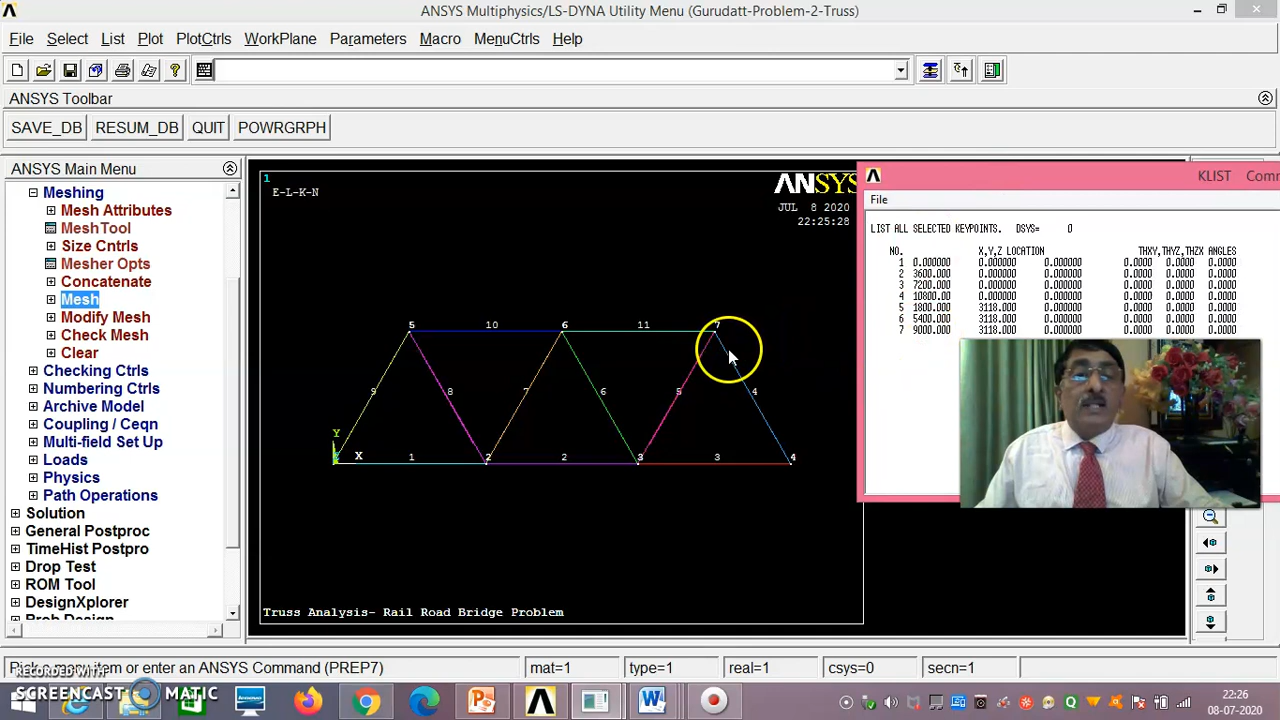 ANSYS Multiphysics/LS-DYNA Utility Menu (Gurudatt-Problem-2-Truss)
File Select List Plot PlotCtrls WorkPlane Parameters Macro MenuCtrls Help
ANSYS Toolbar
SAVE_DB RESUM_DB QUIT POWRGRPH
ANSYS Main Menu
Meshing
Mesh Attributes
MeshTool
Size Cntrls
Mesher Opts
Concatenate
Mesh
Modify Mesh
Check Mesh
Clear
Checking Ctrls
Numbering Ctrls
Archive Model
Coupling / Ceqn
Multi-field Set Up
Loads
Physics
Path Operations
Solution
General Postproc
TimeHist Postpro
Drop Test
ROM Tool
DesignXplorer
Prob Design
1
E-L-K-N
ANSYS
JUL 8 2020
22:25:28
5 10 6 11 7
9 8 7 6 5 4
Y
X 1 2 2 3 3 4
Truss Analysis- Rail Road Bridge Problem
KLIST Comm
File
LIST ALL SELECTED KEYPOINTS. DSYS= 0
NO. X,Y,Z LOCATION THXY,THYZ,THZX ANGLES
1 0.000000 0.000000 0.000000 0.0000 0.0000 0.0000
2 3600.000 0.000000 0.000000 0.0000 0.0000 0.0000
3 7200.000 0.000000 0.000000 0.0000 0.0000 0.0000
4 10800.00 0.000000 0.000000 0.0000 0.0000 0.0000
5 1800.000 3118.000 0.000000 0.0000 0.0000 0.0000
6 5400.000 3118.000 0.000000 0.0000 0.0000 0.0000
7 9000.000 3118.000 0.000000 0.0000 0.0000 0.0000
item or enter an ANSYS Command (PREP7) mat=1 type=1 real=1 csys=0 secn=1
RECORDED WITH
SCREENCAST MATIC
22:26
08-07-2020